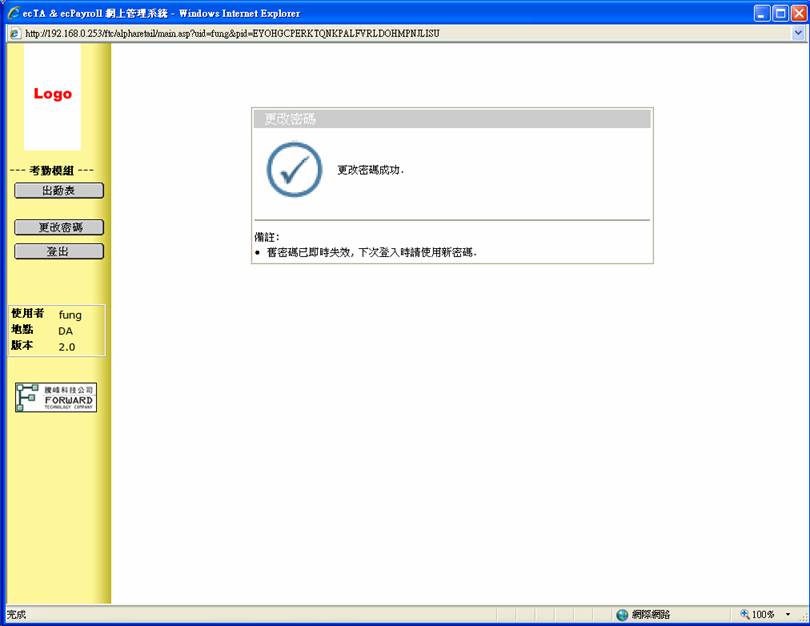 ecTA & ecPayroll 網上管理系統 - Windows Internet Explorer
http://192.168.0.253/ftc/alpharetail/main.asp?uid=fung&pid=EYOHGCPERKTQNKPALFVRLDOHMPNJLISU
Logo
--- 考勤模組 ---
出勤表
更改密碼
登出
使用者 fung
地點 DA
版本 2.0
騰峰科技公司
FORWARD
TECHNOLOGY COMPANY
更改密碼
更改密碼成功.
備註:
• 舊密碼已即時失效, 下次登入時請使用新密碼.
完成
網際網路
100%